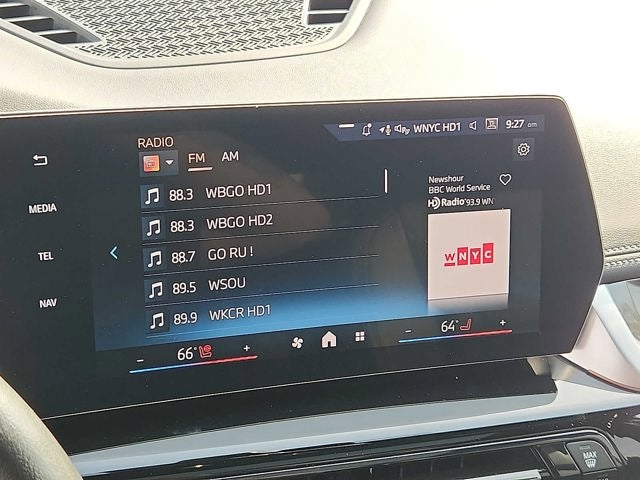 WNYC HD1 9:27 am
RADIO
FM AM
MEDIA
TEL
NAV
88.3 WBGO HD1
88.3 WBGO HD2
88.7 GO RU !
89.5 WSOU
89.9 WKCR HD1
Newshour
BBC World Service
HD Radio 93.9 WN
WNYC
- 66° +
- 64° +
MAX